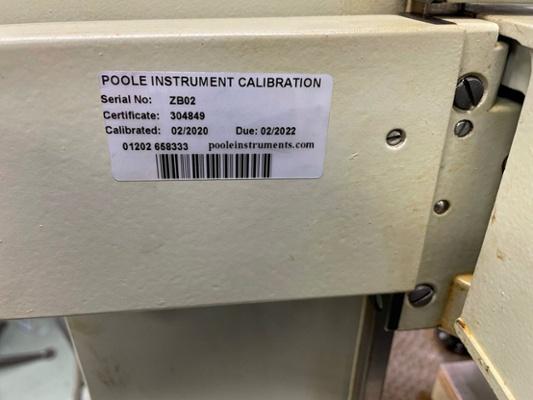 POOLE INSTRUMENT CALIBRATION
Serial No: ZB02
Certificate: 304849
Calibrated: 02/2020 Due: 02/2022
01202 658333 pooleinstruments.com